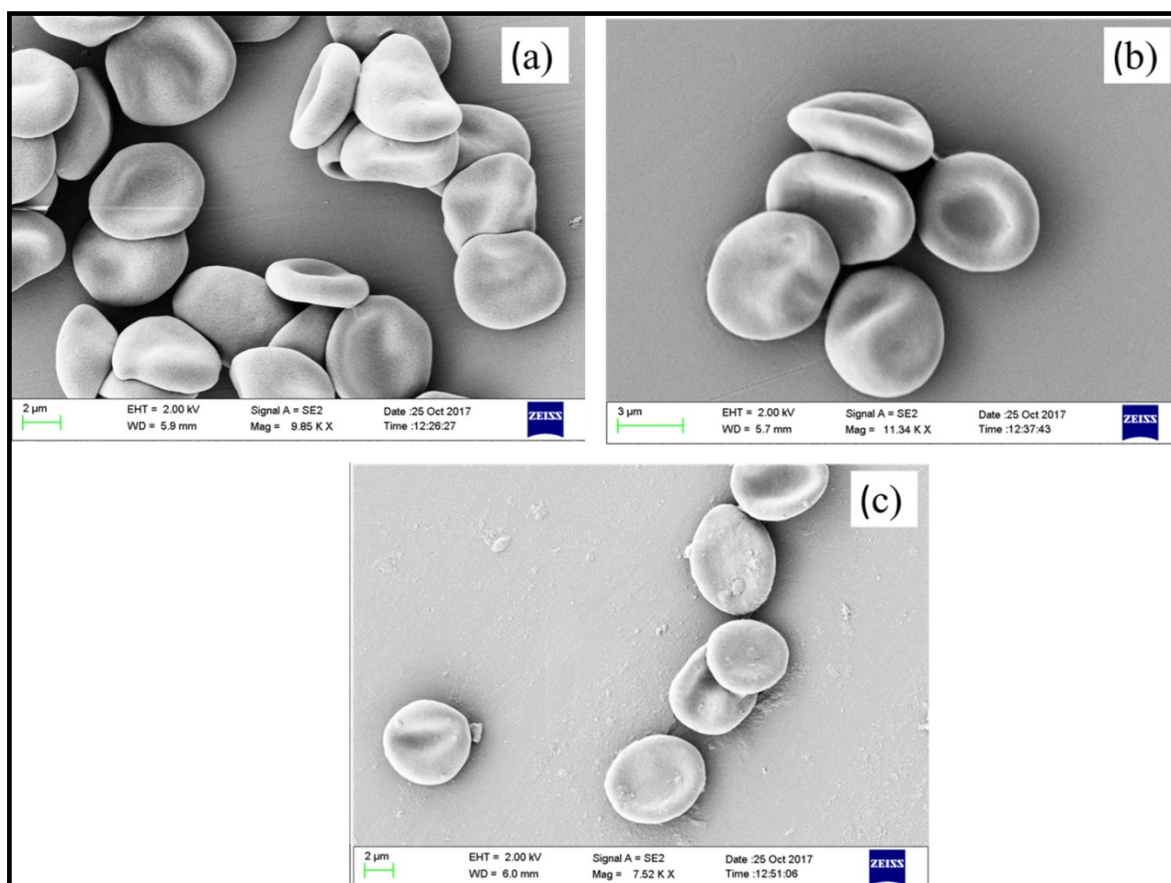 (a)
2 µm EHT = 2.00 kV Signal A = SE2 Date :25 Oct 2017 ZEISS
WD = 5.9 mm Mag = 9.85 K X Time :12:26:27
(b)
3 µm EHT = 2.00 kV Signal A = SE2 Date :25 Oct 2017 ZEISS
WD = 5.7 mm Mag = 11.34 K X Time :12:37:43
(c)
2 µm EHT = 2.00 kV Signal A = SE2 Date :25 Oct 2017 ZEISS
WD = 6.0 mm Mag = 7.52 K X Time :12:51:06